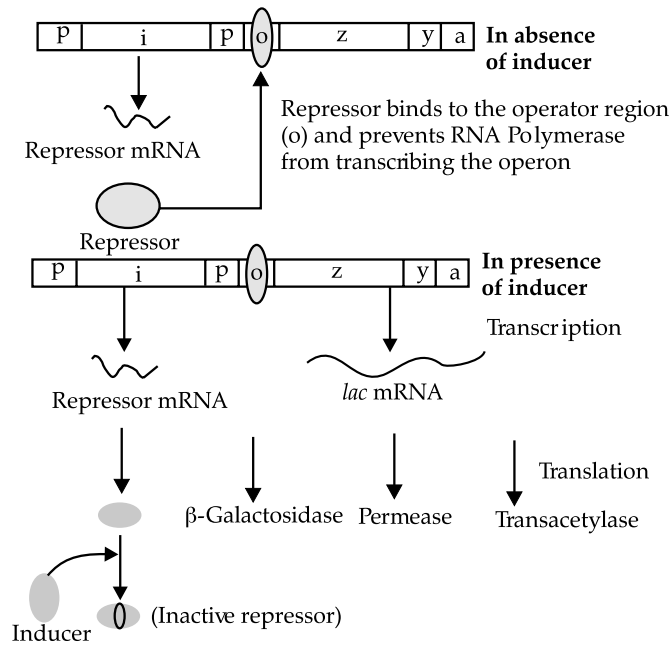 p i p o z y a
In absence
of inducer
Repressor binds to the operator region
(o) and prevents RNA Polymerase
from transcribing the operon
Repressor mRNA
Repressor
p i p o z y a
In presence
of inducer
Transcription
Repressor mRNA
lac mRNA
Translation
β-Galactosidase
Permease
Transacetylase
Inducer
(Inactive repressor)